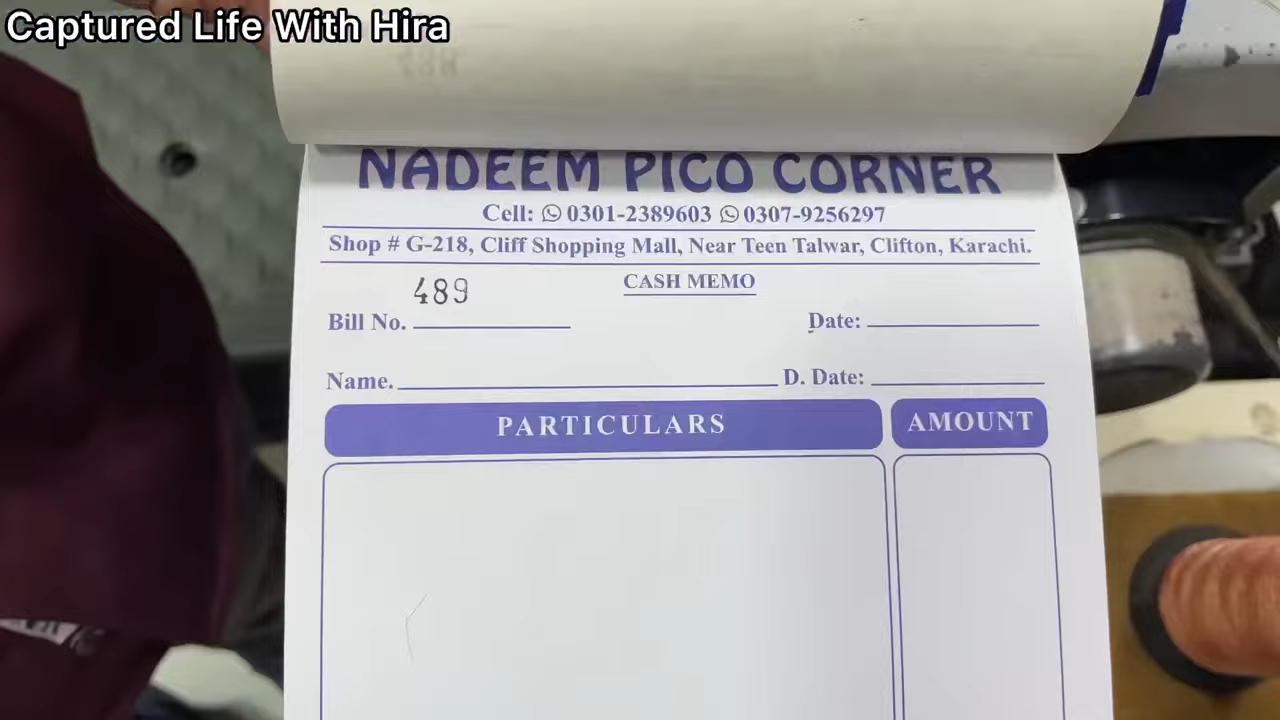 Captured Life With Hira
NADEEM PICO CORNER
Cell: 0301-2389603 0307-9256297
Shop # G-218, Cliff Shopping Mall, Near Teen Talwar, Clifton, Karachi.
CASH MEMO
489
Bill No. Date:
Name. D. Date:
PARTICULARS AMOUNT